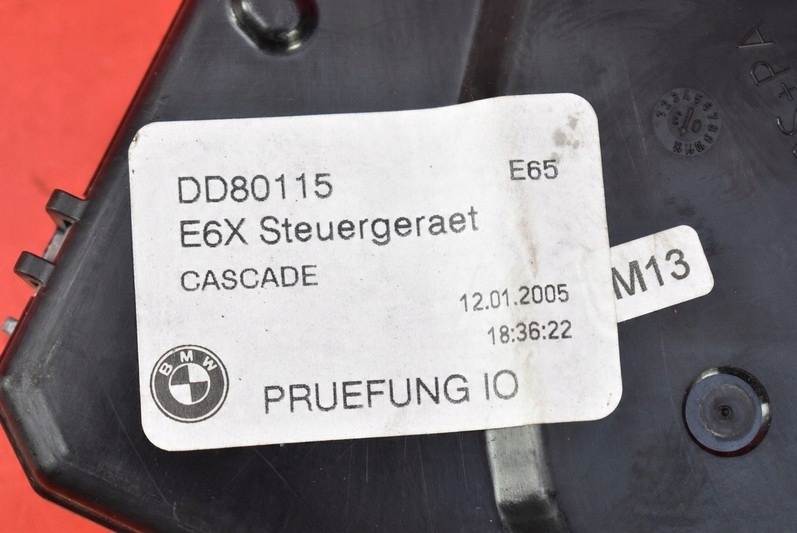 DD80115 E65
E6X Steuergeraet
CASCADE
12.01.2005
18:36:22
BMW
PRUEFUNG IO
M13